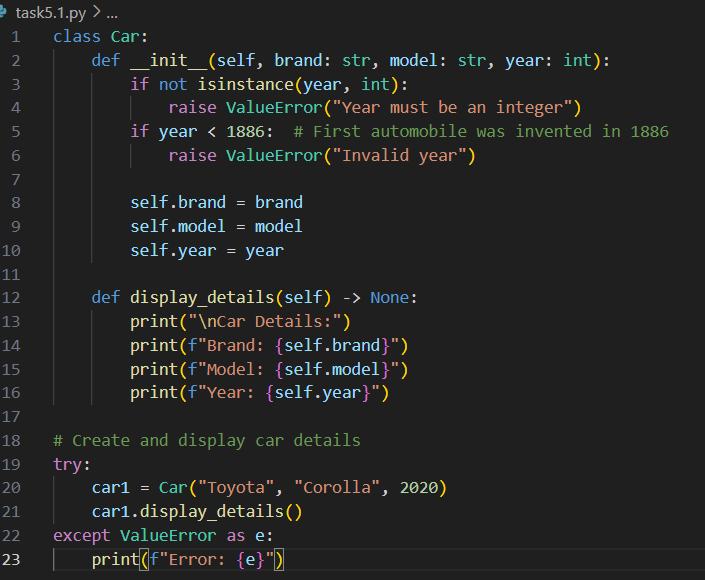 task5.1.py > ...
1 class Car:
2     def __init__(self, brand: str, model: str, year: int):
3         if not isinstance(year, int):
4             raise ValueError("Year must be an integer")
5         if year < 1886:  # First automobile was invented in 1886
6             raise ValueError("Invalid year")
7
8         self.brand = brand
9         self.model = model
10         self.year = year
11
12     def display_details(self) -> None:
13         print("\nCar Details:")
14         print(f"Brand: {self.brand}")
15         print(f"Model: {self.model}")
16         print(f"Year: {self.year}")
17
18 # Create and display car details
19 try:
20     car1 = Car("Toyota", "Corolla", 2020)
21     car1.display_details()
22 except ValueError as e:
23     print(f"Error: {e}")